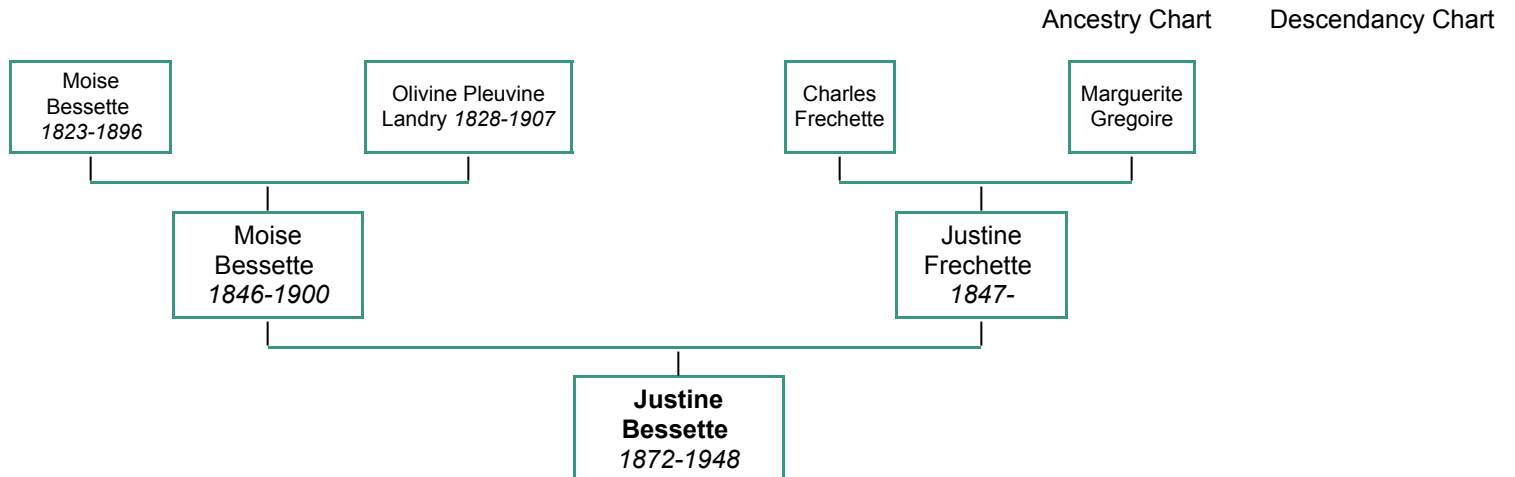 Ancestry Chart
Descendancy Chart
Moise
Bessette
1823-1896
Olivine Pleuvine
Landry 1828-1907
Charles
Frechette
Marguerite
Gregoire
Moise
Bessette
1846-1900
Justine
Frechette
1847-
Justine
Bessette
1872-1948